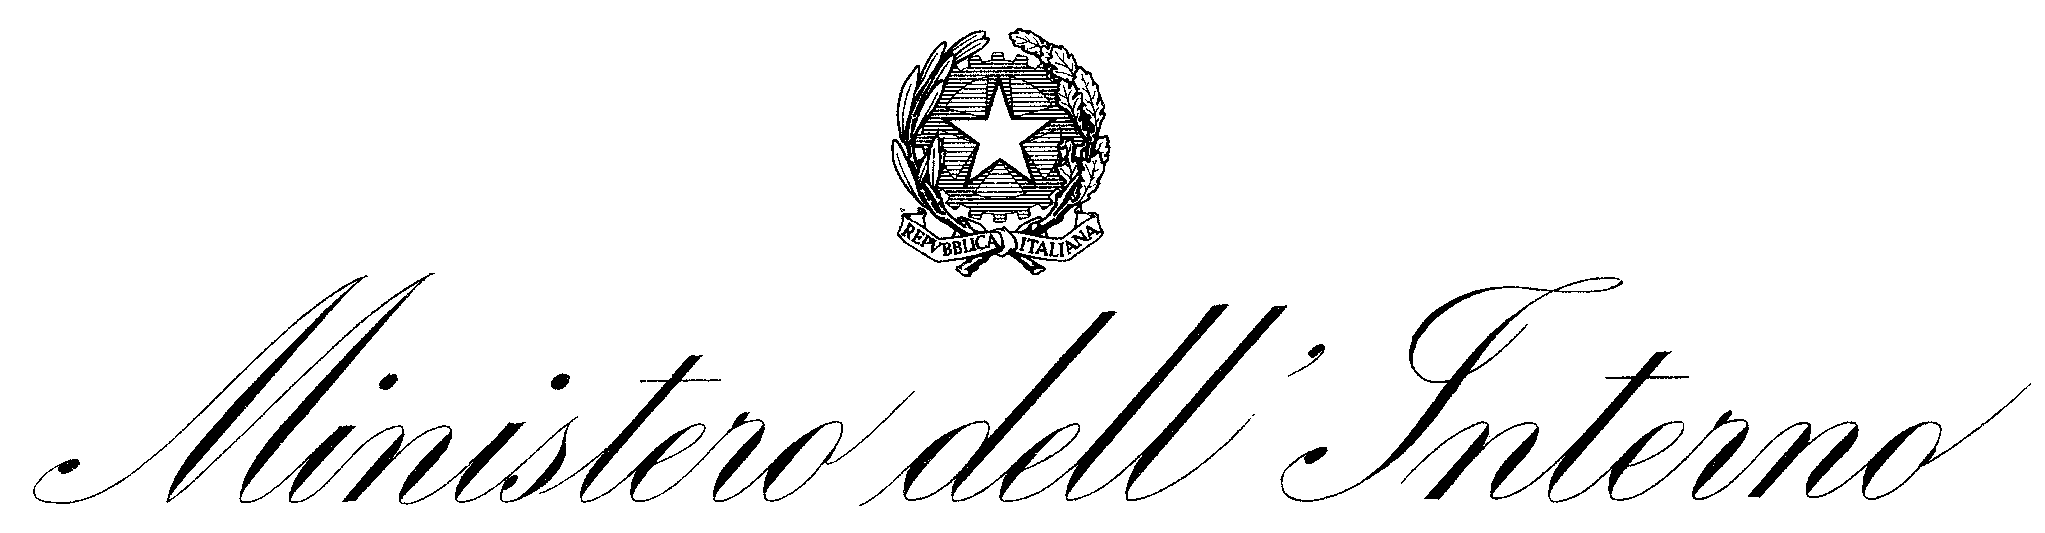 REPVBBLICA ITALIANA
Ministero dell'Interno